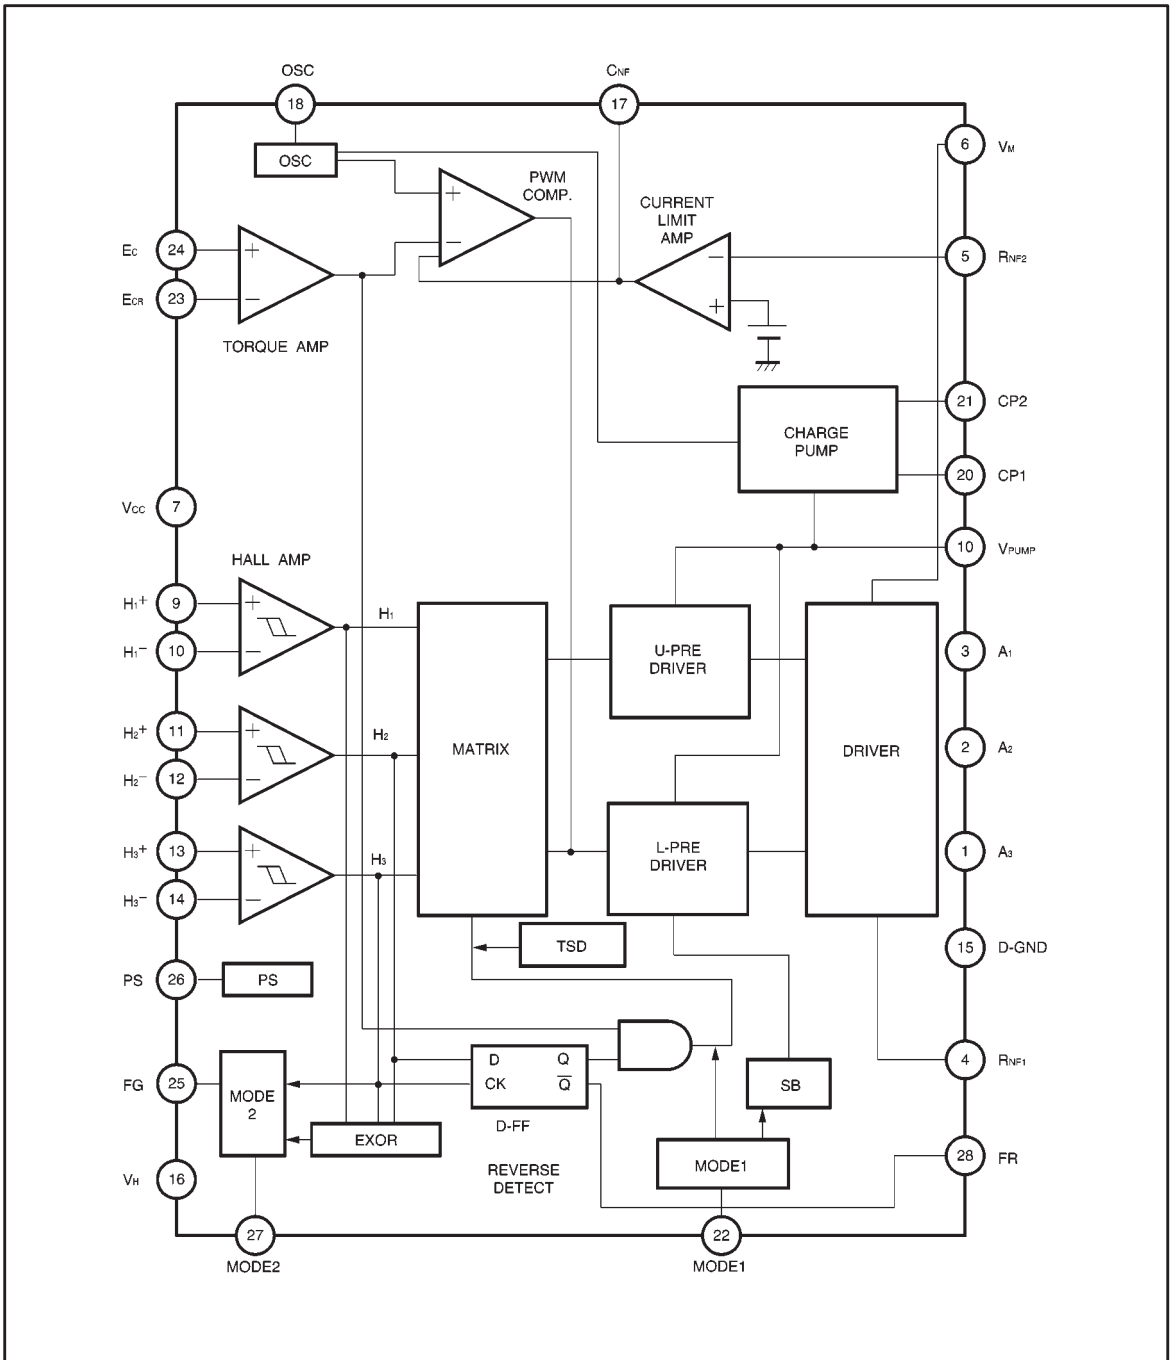 OSC
18
CNF
17
OSC
6
VM
PWM
COMP.
+
−
CURRENT
LIMIT
AMP
−
+
EC
24
+
ECR
23
−
TORQUE AMP
5
RNF2
21
CP2
CHARGE
PUMP
20
CP1
VCC
7
10
VPUMP
HALL AMP
H1+
9
+
H1−
10
−
H1
H2+
11
+
H2−
12
−
H2
H3+
13
+
H3−
14
−
H3
MATRIX
U-PRE
DRIVER
L-PRE
DRIVER
DRIVER
3
A1
2
A2
1
A3
TSD
15
D-GND
PS
26
PS
FG
25
MODE
2
D
Q
CK
Q̅
D-FF
SB
4
RNF1
EXOR
REVERSE
DETECT
MODE1
28
FR
VH
16
27
MODE2
22
MODE1